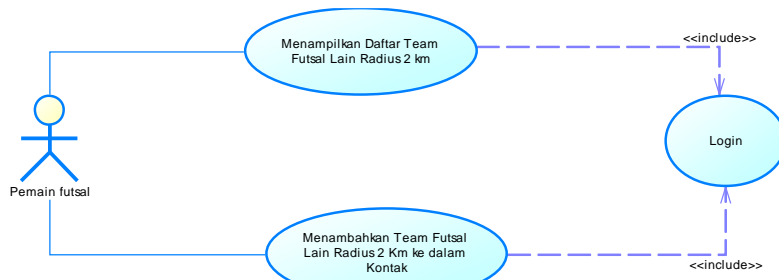 Menampilkan Daftar Team
Futsal Lain Radius 2 km
<<include>>
Login
Pemain futsal
Menambahkan Team Futsal
Lain Radius 2 Km ke dalam
Kontak
<<include>>